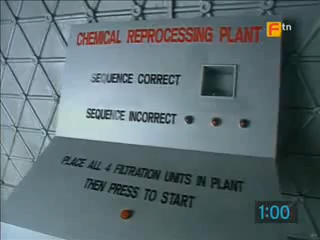 CHEMICAL REPROCESSING PLANT
Ftn
SEQUENCE CORRECT
SEQUENCE INCORRECT
PLACE ALL 4 FILTRATION UNITS IN PLANT
THEN PRESS TO START
1:00